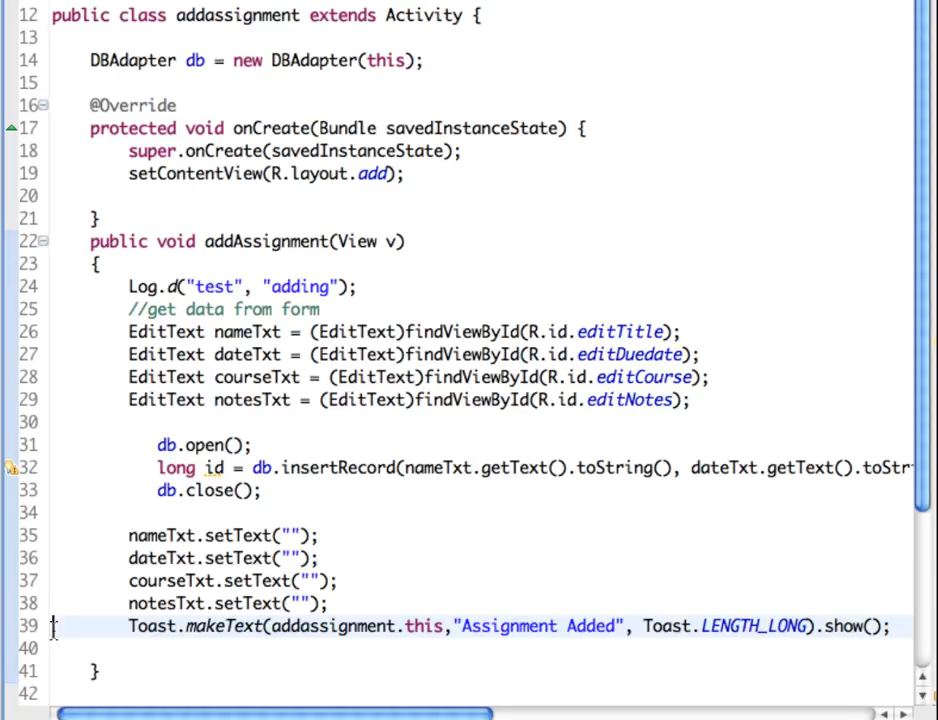 12 public class addassignment extends Activity {
13
14 DBAdapter db = new DBAdapter(this);
15
16 @Override
17 protected void onCreate(Bundle savedInstanceState) {
18 super.onCreate(savedInstanceState);
19 setContentView(R.layout.add);
20
21 }
22 public void addAssignment(View v)
23 {
24 Log.d("test", "adding");
25 //get data from form
26 EditText nameTxt = (EditText)findViewById(R.id.editTitle);
27 EditText dateTxt = (EditText)findViewById(R.id.editDuedate);
28 EditText courseTxt = (EditText)findViewById(R.id.editCourse);
29 EditText notesTxt = (EditText)findViewById(R.id.editNotes);
30
31 db.open();
32 long id = db.insertRecord(nameTxt.getText().toString(), dateTxt.getText().toStr
33 db.close();
34
35 nameTxt.setText("");
36 dateTxt.setText("");
37 courseTxt.setText("");
38 notesTxt.setText("");
39 Toast.makeText(addassignment.this,"Assignment Added", Toast.LENGTH_LONG).show();
40
41 }
42